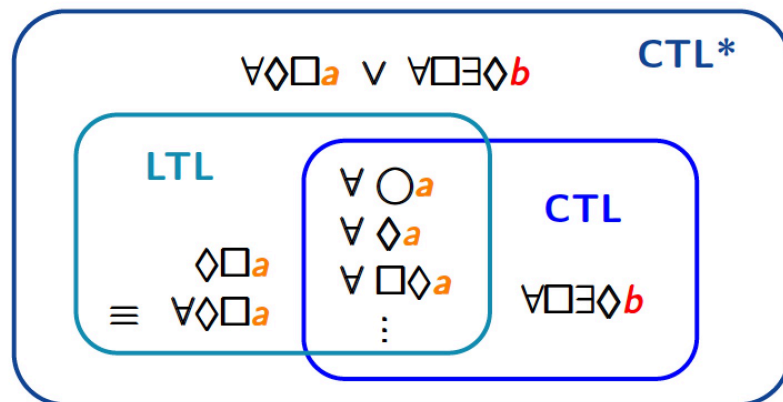 CTL*
∀◇□a ∨ ∀□∃◇b
LTL
∀ ◯a
∀ ◇a
∀ □◇a
⋮
CTL
◇□a
≡ ∀◇□a
∀□∃◇b